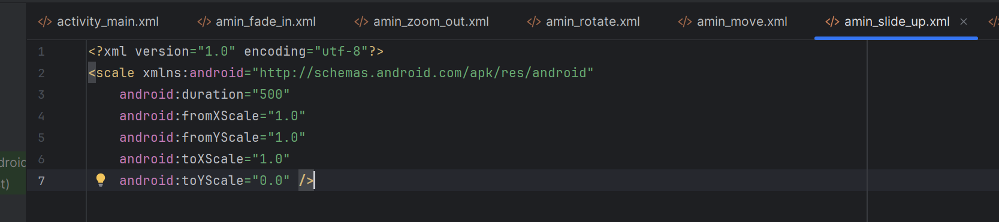 </> activity_main.xml </> amin_fade_in.xml </> amin_zoom_out.xml </> amin_rotate.xml </> amin_move.xml </> amin_slide_up.xml ×
1 <?xml version="1.0" encoding="utf-8"?>
2 <scale xmlns:android="http://schemas.android.com/apk/res/android"
3 android:duration="500"
4 android:fromXScale="1.0"
5 android:fromYScale="1.0"
6 android:toXScale="1.0"
7 android:toYScale="0.0" />
droid
t)